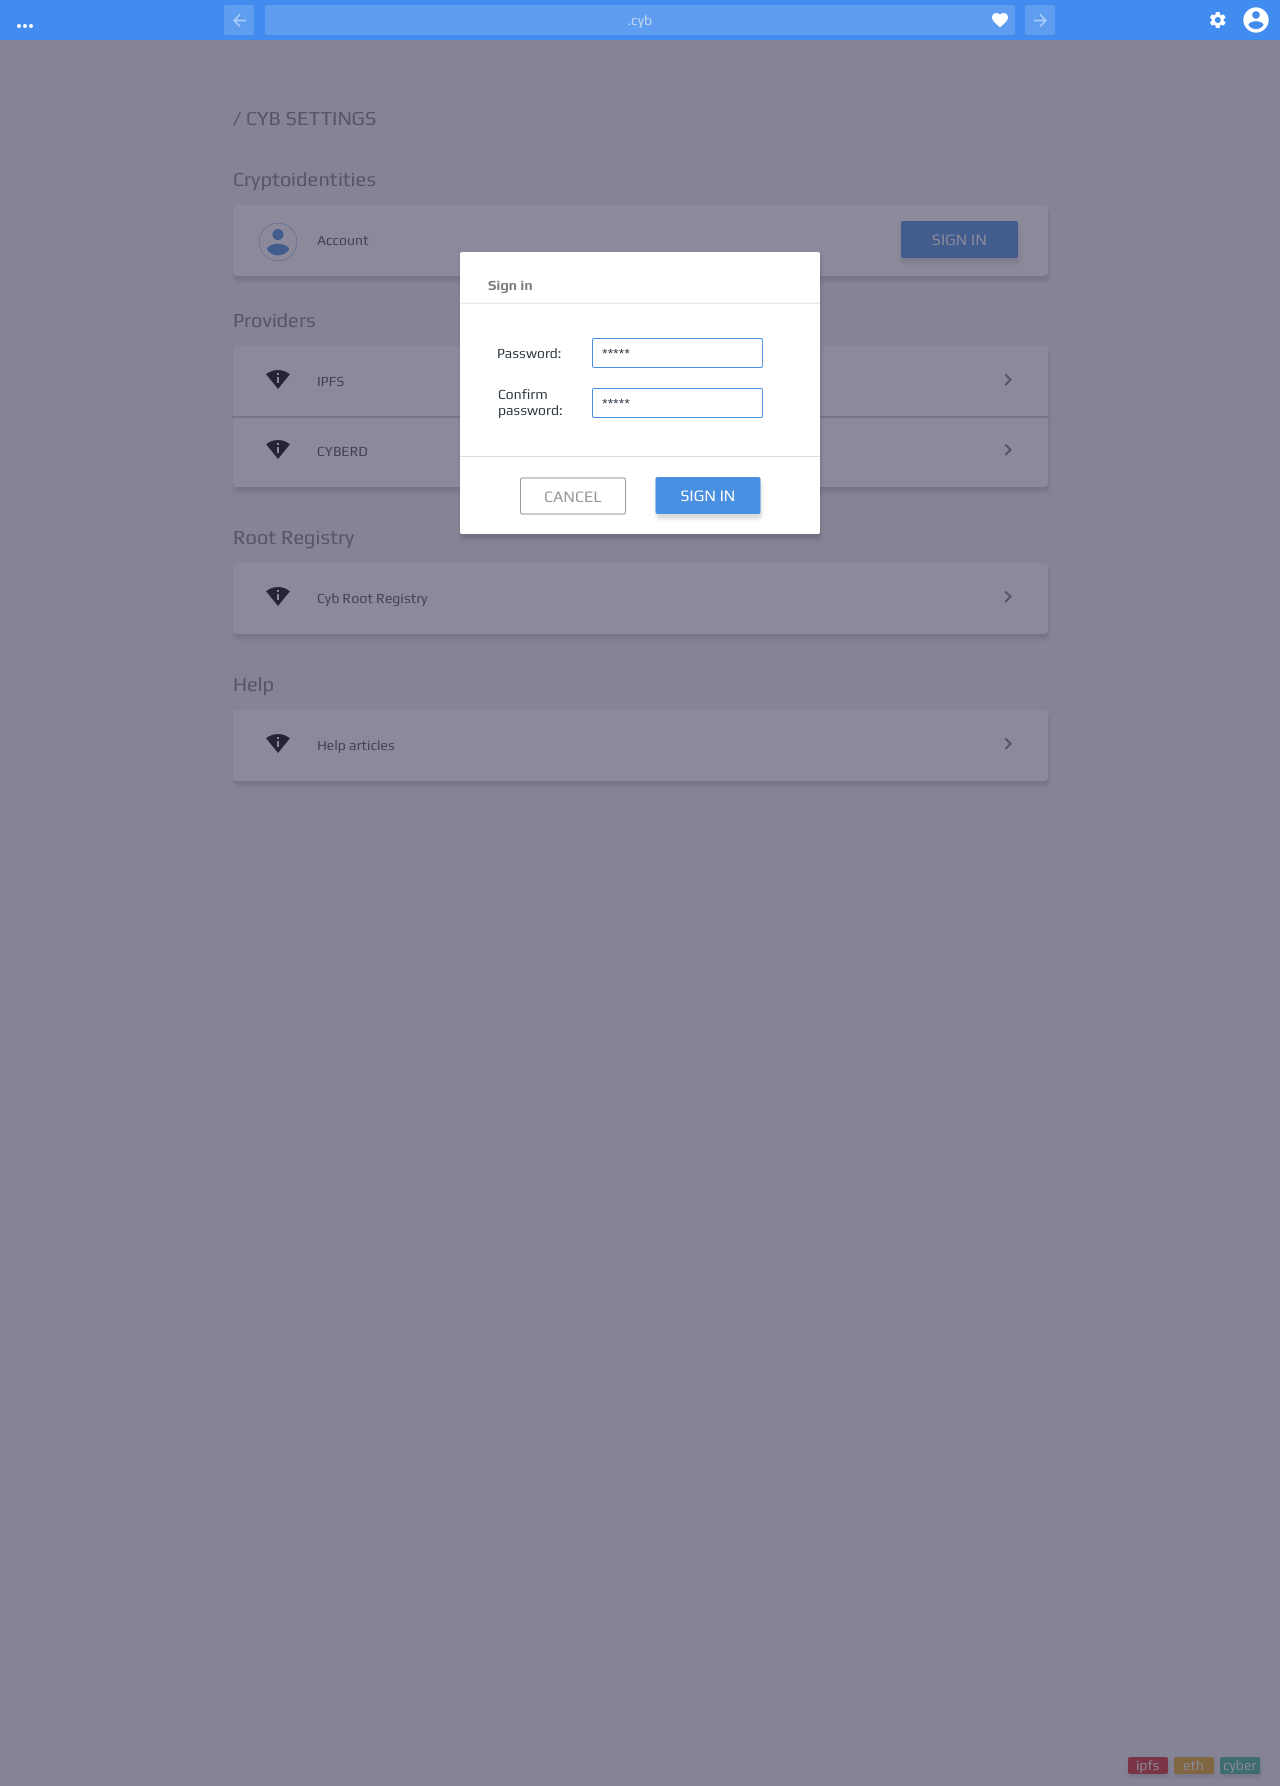 .cyb
/ CYB SETTINGS
Cryptoidentities
Account
SIGN IN
Sign in
Password:
*****
Confirm
password:
*****
CANCEL
SIGN IN
Providers
IPFS
CYBERD
Root Registry
Cyb Root Registry
Help
Help articles
ipfs
eth
cyber